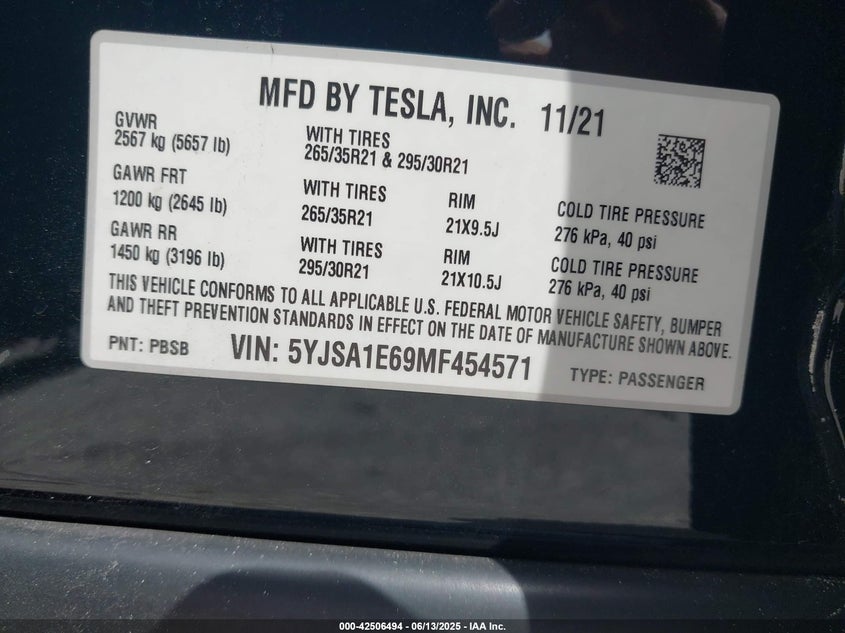 MFD BY TESLA, INC. 11/21
GVWR
2567 kg (5657 lb)
WITH TIRES
265/35R21 & 295/30R21
GAWR FRT
1200 kg (2645 lb)
WITH TIRES
265/35R21
RIM
21X9.5J
COLD TIRE PRESSURE
276 kPa, 40 psi
GAWR RR
1450 kg (3196 lb)
WITH TIRES
295/30R21
RIM
21X10.5J
COLD TIRE PRESSURE
276 kPa, 40 psi
THIS VEHICLE CONFORMS TO ALL APPLICABLE U.S. FEDERAL MOTOR VEHICLE SAFETY, BUMPER
AND THEFT PREVENTION STANDARDS IN EFFECT ON THE DATE OF MANUFACTURE SHOWN ABOVE.
PNT: PBSB VIN: 5YJSA1E69MF454571 TYPE: PASSENGER
000-42506494 - 06/13/2025 - IAA Inc.